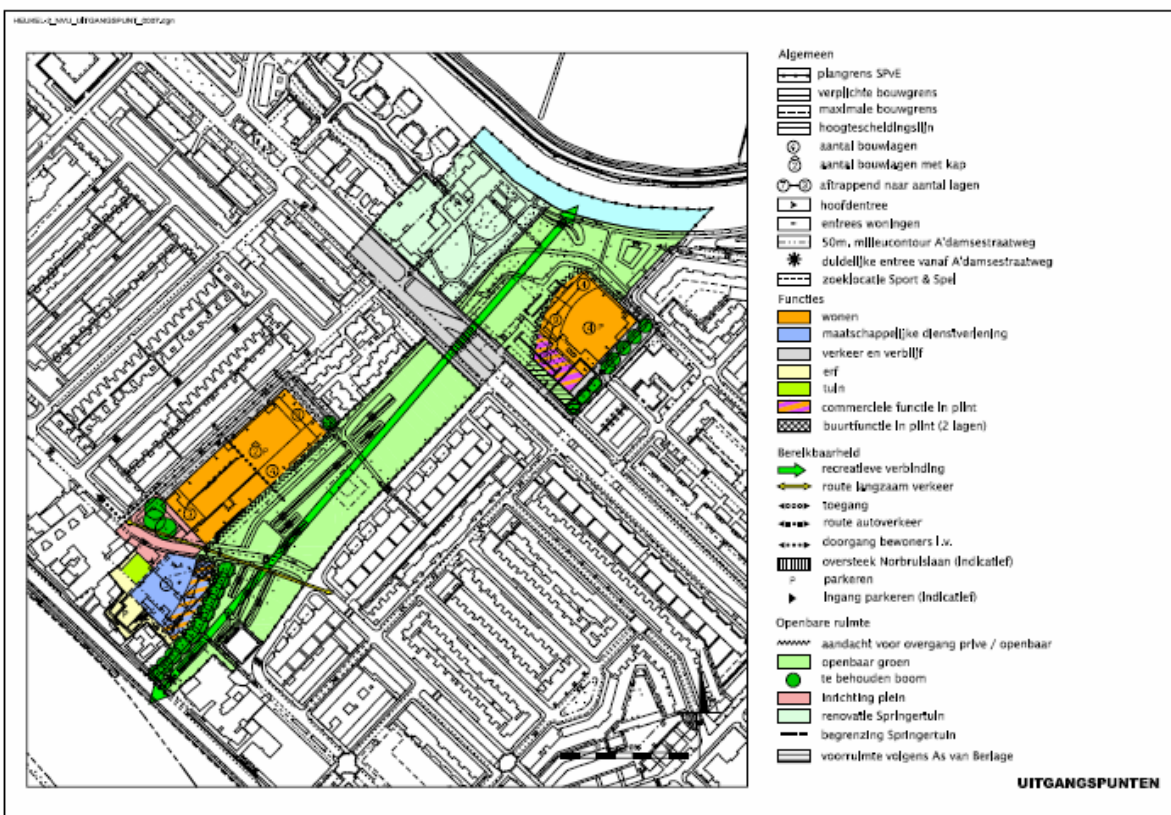 Algemeen
plangrens SPvE
verplichte bouwgrens
maximale bouwgrens
hoogtescheidingslijn
aantal bouwlagen
aantal bouwlagen met kap
aftrappend naar aantal lagen
hoofdentree
entrees woningen
50m. milieucontour A'damsestraatweg
duidelijke entree vanaf A'damsestraatweg
zoeklocatie Sport & Spel
Functies
wonen
maatschappelijke dienstverlening
verkeer en verblijf
erf
tuin
commerciele functie in plint
buurtfunctie in plint (2 lagen)
Bereikbaarheid
recreatieve verbinding
route langzaam verkeer
toegang
route autoverkeer
doorgang bewoners i.v.
oversteek Norbruislaan (indicatief)
P parkeren
ingang parkeren (indicatief)
Openbare ruimte
aandacht voor overgang prive / openbaar
openbaar groen
te behouden boom
inrichting plein
renovatie Springertuin
begrenzing Springertuin
voorruimte volgens As van Berlage
UITGANGSPUNTEN